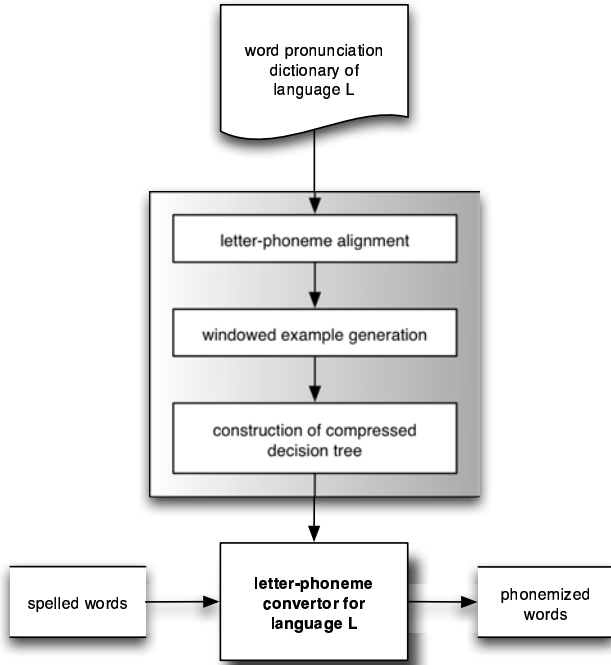 word pronunciation
dictionary of
language L
letter-phoneme alignment
windowed example generation
construction of compressed
decision tree
spelled words
letter-phoneme
convertor for
language L
phonemized
words